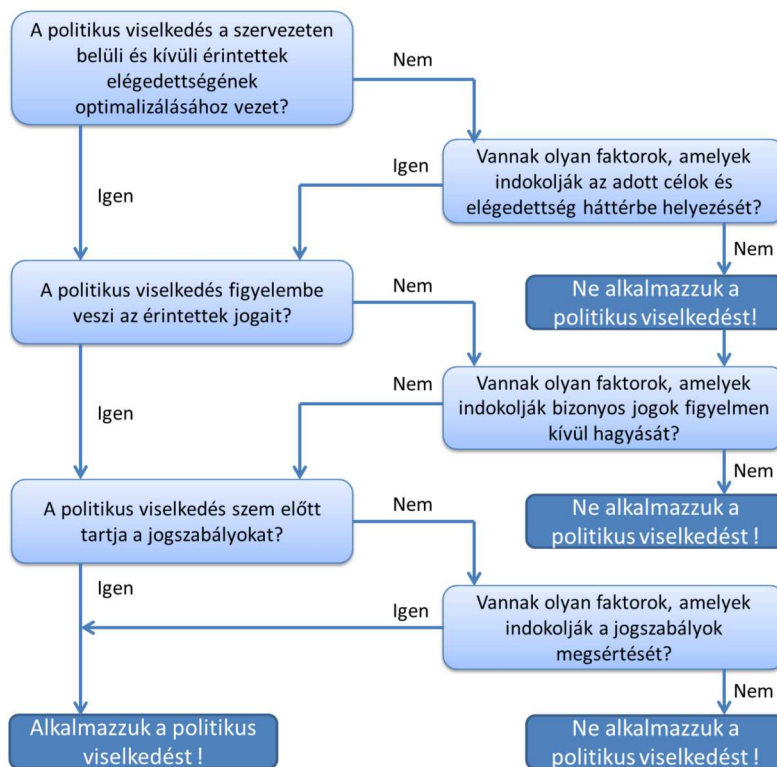 A politikus viselkedés a szervezeten
belüli és kívüli érintettek
elégedettségének
optimalizálásához vezet?
Nem
Igen
Igen
Vannak olyan faktorok, amelyek
indokolják az adott célok és
elégedettség háttérbe helyezését?
Nem
Ne alkalmazzuk a
politikus viselkedést!
A politikus viselkedés figyelembe
veszi az érintettek jogait?
Nem
Igen
Nem
Vannak olyan faktorok, amelyek
indokolják bizonyos jogok figyelmen
kívül hagyását?
Nem
Ne alkalmazzuk a
politikus viselkedést !
A politikus viselkedés szem előtt
tartja a jogszabályokat?
Nem
Igen
Igen
Vannak olyan faktorok, amelyek
indokolják a jogszabályok
megsértését?
Nem
Alkalmazzuk a politikus
viselkedést !
Ne alkalmazzuk a
politikus viselkedést !